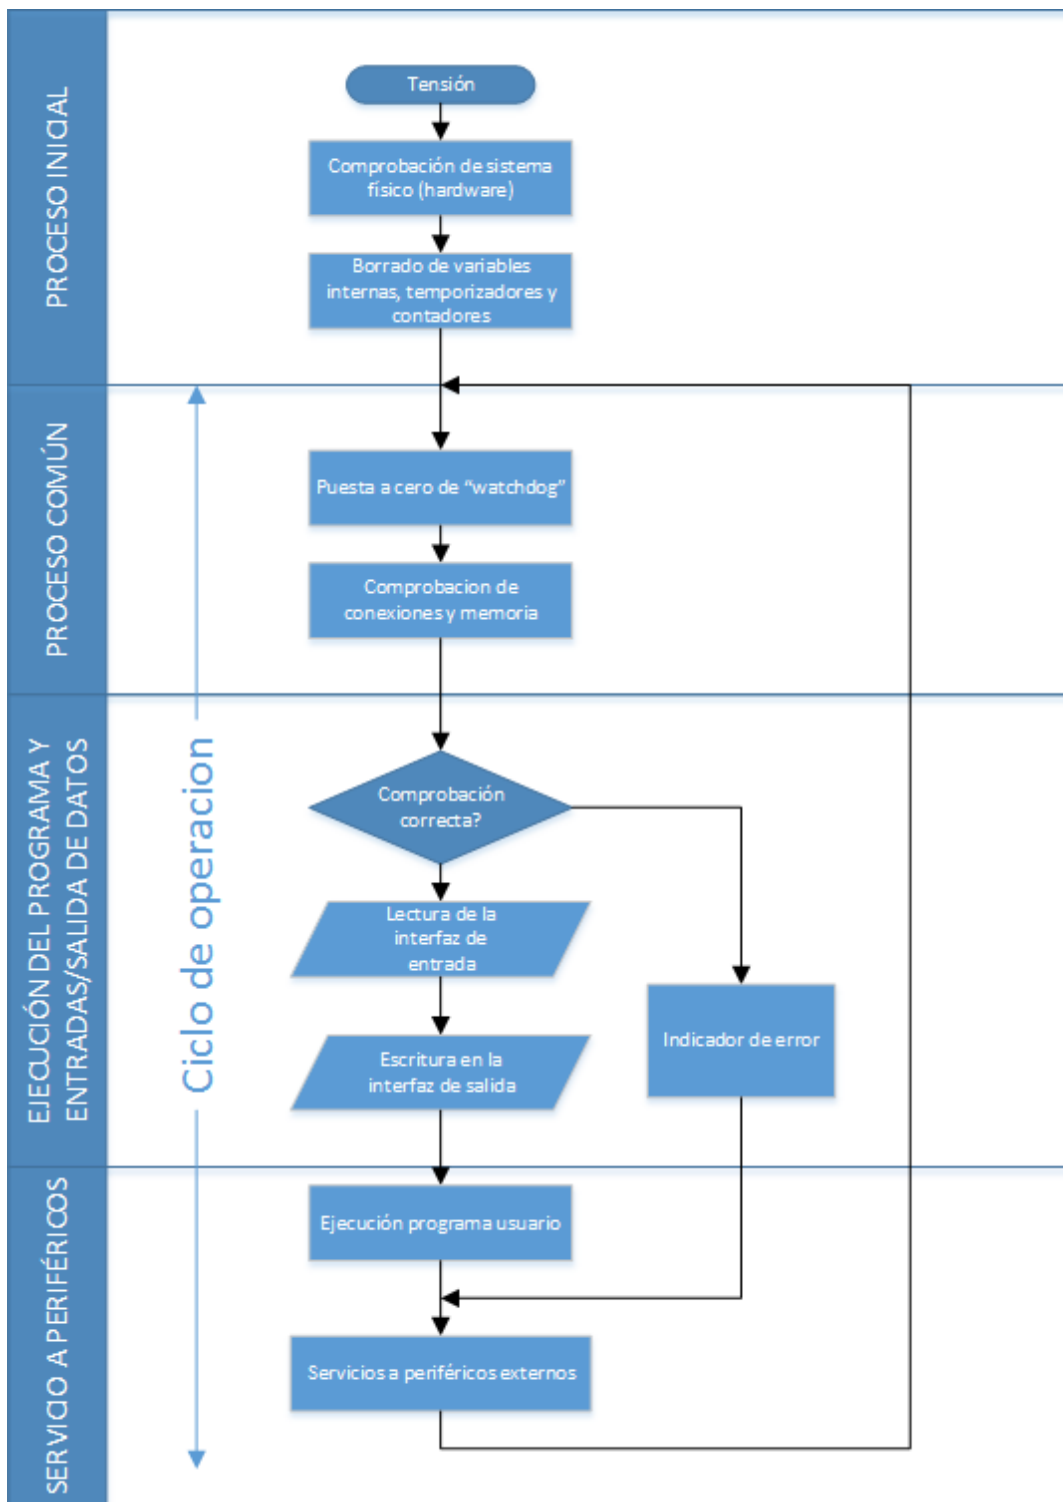 PROCESO INICIAL
Tensión
Comprobación de sistema
físico (hardware)
Borrado de variables
internas, temporizadores y
contadores
PROCESO COMÚN
Puesta a cero de “watchdog”
Comprobacion de
conexiones y memoria
EJECUCIÓN DEL PROGRAMA Y
ENTRADAS/SALIDA DE DATOS
Ciclo de operacion
Comprobación
correcta?
Lectura de la
interfaz de
entrada
Escritura en la
interfaz de salida
Indicador de error
SERVICIO A PERIFÉRICOS
Ejecución programa usuario
Servicios a periféricos externos